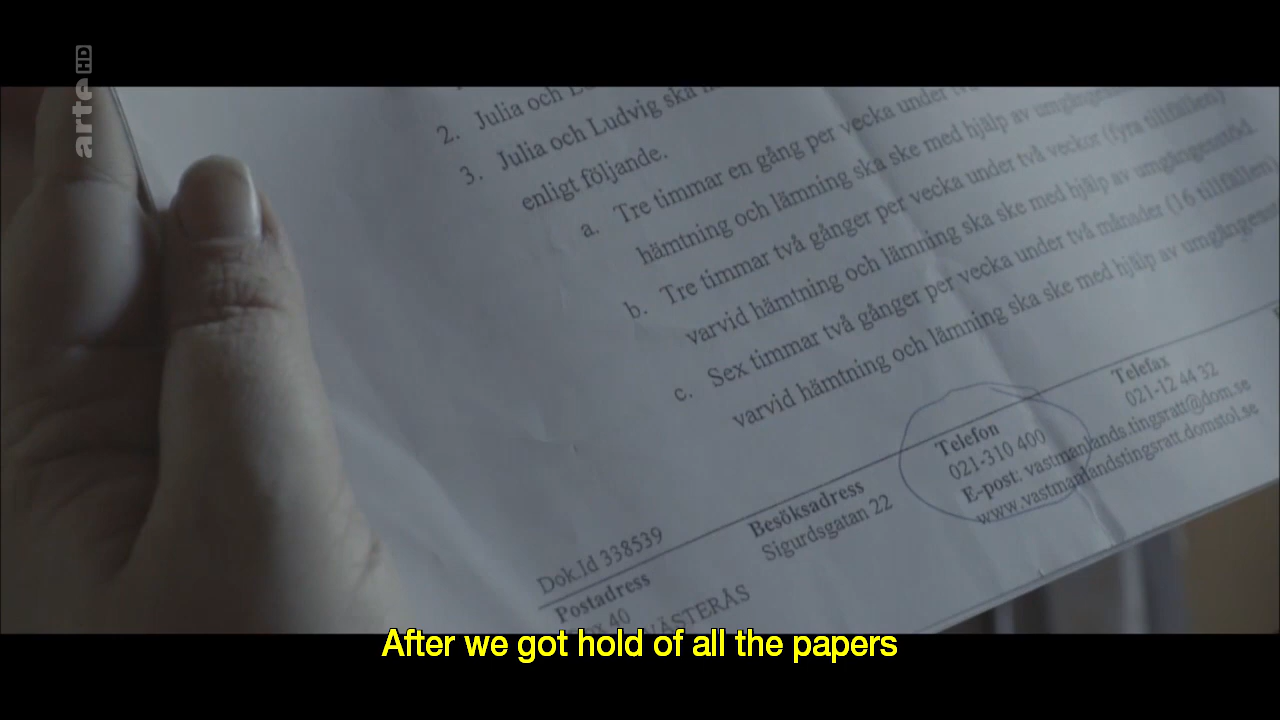 arte HD
2. Julia och
3. Julia och Ludvig ska
enligt följande.
a. Tre timmar en gång per vecka under
hämtning och lämning ska ske med hjälp av umgängesstöd
b. Tre timmar två gånger per vecka under två veckor (fyra tillfällen)
varvid hämtning och lämning ska ske med hjälp av umgängesstöd.
c. Sex timmar två gånger per vecka under två månader (16 tillfällen)
varvid hämtning och lämning ska ske med hjälp av
Dok.Id 338539
Postadress
40
VÄSTERÅS
Besöksadress
Sigurdsgatan 22
Telefon
021-310 400
Telefax
021-12 44 32
E-post: vastmanlands.tingsratt@dom.se
www.vastmanlandstingsratt.domstol.se
After we got hold of all the papers